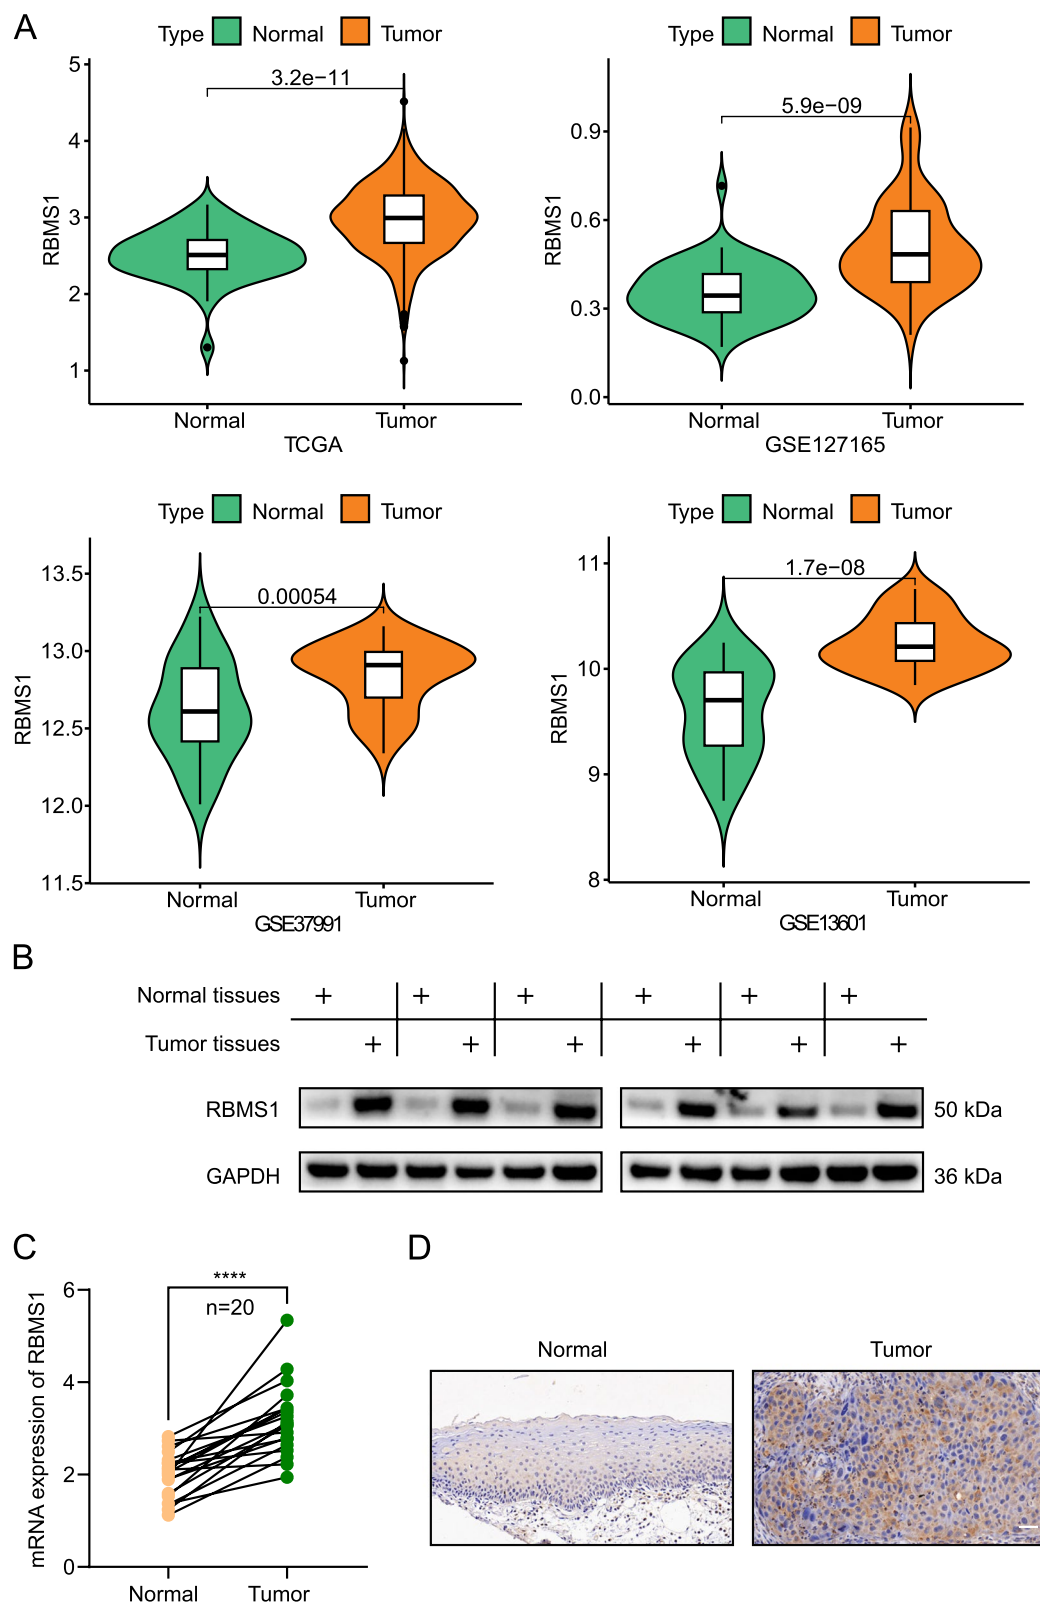 A
Type Normal Tumor
3.2e−11
5
4
3
2
1
RBMS1
Normal Tumor
TCGA
Type Normal Tumor
5.9e−09
0.9
0.6
0.3
0.0
RBMS1
Normal Tumor
GSE127165
Type Normal Tumor
0.00054
13.5
13.0
12.5
12.0
11.5
RBMS1
Normal Tumor
GSE37991
Type Normal Tumor
1.7e−08
11
10
9
8
RBMS1
Normal Tumor
GSE13601
B
Normal tissues + + + + + +
Tumor tissues + + + + + +
RBMS1 50 kDa
GAPDH 36 kDa
C
****
n=20
6
4
2
0
mRNA expression of RBMS1
Normal Tumor
D
Normal Tumor